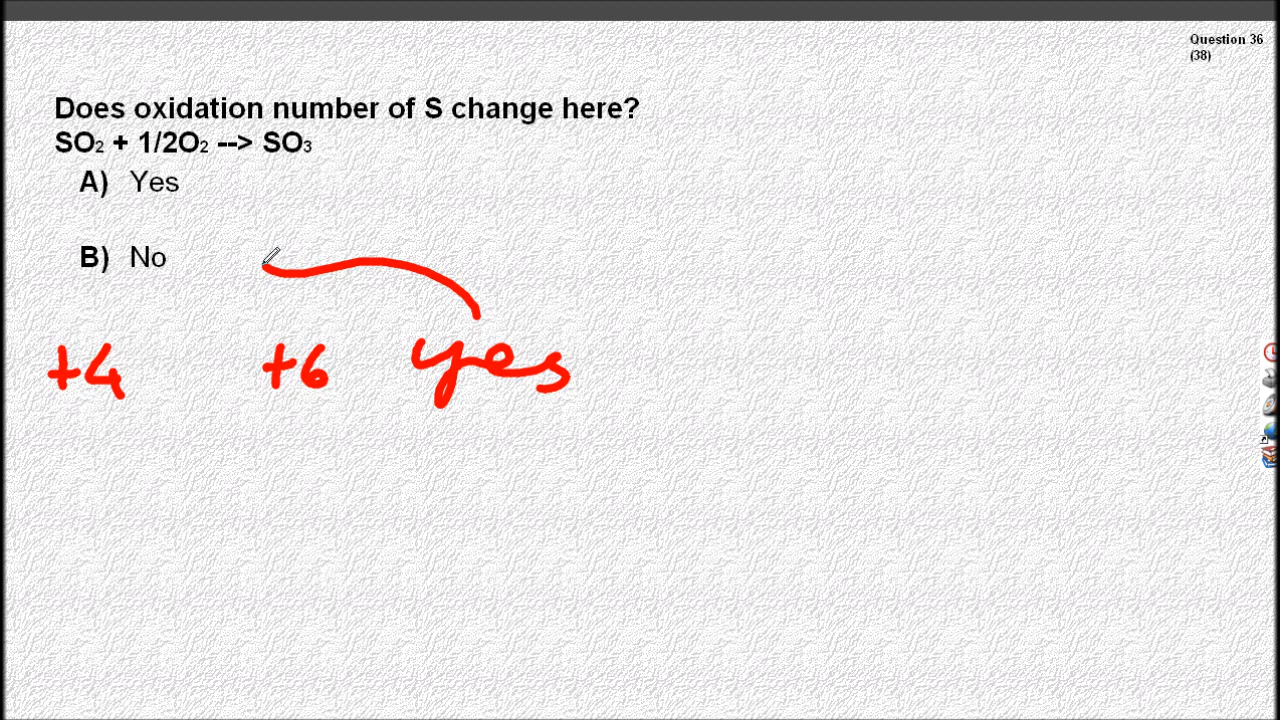 Question 36
(38)
Does oxidation number of S change here?
SO₂ + 1/2O₂ --> SO₃
A) Yes
B) No
+4 +6 yes